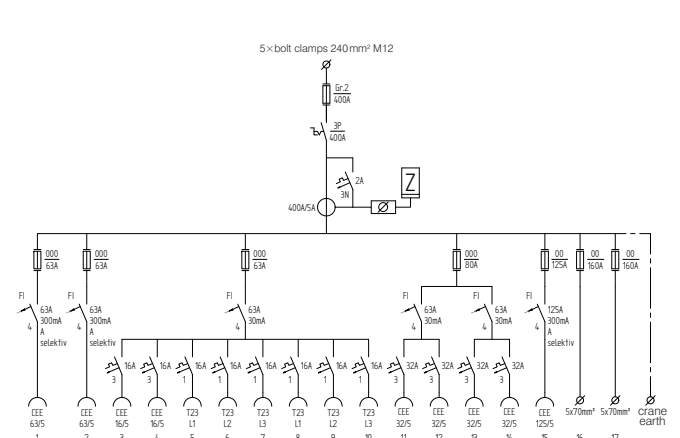 5×bolt clamps 240mm² M12
Gr.2
400A
3P
400A
2A
3N
Z
400A/5A
000 000 000 000 00 00 00
63A 63A 63A 80A 125A 160A 160A
FI FI FI FI FI FI
63A 63A 63A 63A 63A 125A
300mA 300mA 30mA 30mA 30mA 300mA
4 4 4 4 4 4
A A A
selektiv selektiv selektiv
16A 16A 16A 16A 16A 16A 16A 16A 32A 32A 32A 32A
3 3 1 1 1 1 1 1 3 3 3 3
CEE CEE CEE CEE T23 T23 T23 T23 T23 T23 CEE CEE CEE CEE CEE 5x70mm² 5x70mm² crane
63/5 63/5 16/5 16/5 L1 L2 L3 L1 L2 L3 32/5 32/5 32/5 32/5 125/5 earth
1 2 3 4 5 6 7 8 9 10 11 12 13 14 15 16 17